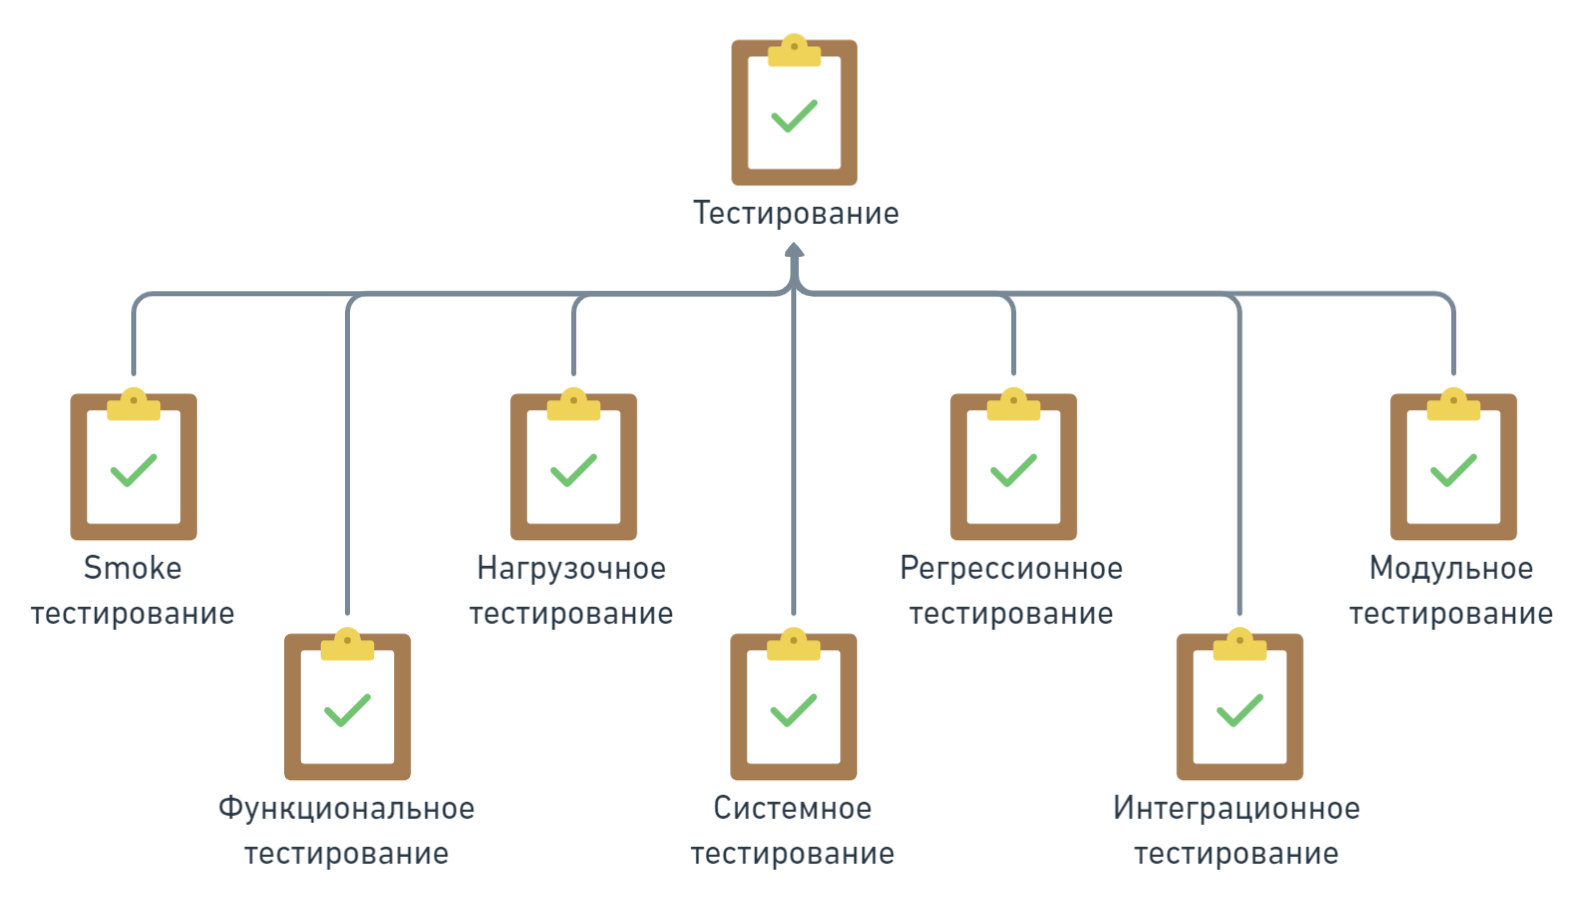 Тестирование
Smoke
тестирование
Нагрузочное
тестирование
Регрессионное
тестирование
Модульное
тестирование
Функциональное
тестирование
Системное
тестирование
Интеграционное
тестирование